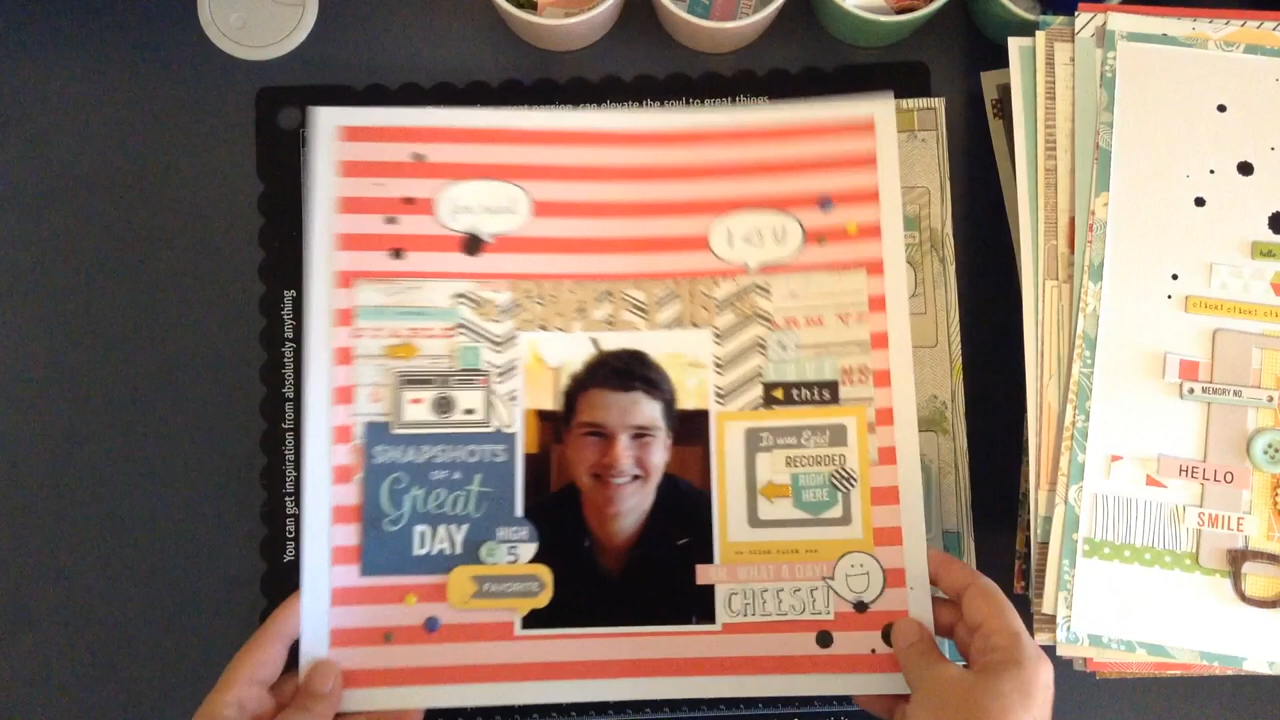 passion, can elevate the soul to great things.
You can get inspiration from absolutely anything
I <3 U
this
SNAPSHOTS
OF A
Great
DAY
HIGH
5
FAVORITE
It was Epic!
RECORDED
RIGHT
HERE
OH, WHAT A DAY!
CHEESE!
hello
click! click! cli
MEMORY NO.
HELLO
SMILE